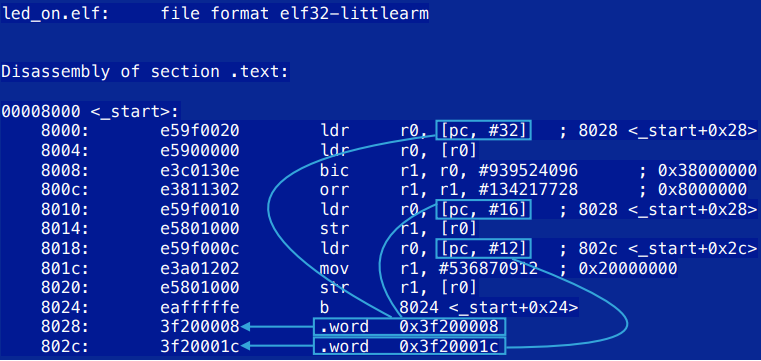 led_on.elf:     file format elf32-littlearm
Disassembly of section .text:
00008000 <_start>:
    8000:       e59f0020        ldr     r0, [pc, #32]   ; 8028 <_start+0x28>
    8004:       e5900000        ldr     r0, [r0]
    8008:       e3c0130e        bic     r1, r0, #939524096      ; 0x38000000
    800c:       e3811302        orr     r1, r1, #134217728      ; 0x8000000
    8010:       e59f0010        ldr     r0, [pc, #16]   ; 8028 <_start+0x28>
    8014:       e5801000        str     r1, [r0]
    8018:       e59f000c        ldr     r0, [pc, #12]   ; 802c <_start+0x2c>
    801c:       e3a01202        mov     r1, #536870912  ; 0x20000000
    8020:       e5801000        str     r1, [r0]
    8024:       eafffffe        b       8024 <_start+0x24>
    8028:       3f200008        .word   0x3f200008
    802c:       3f20001c        .word   0x3f20001c